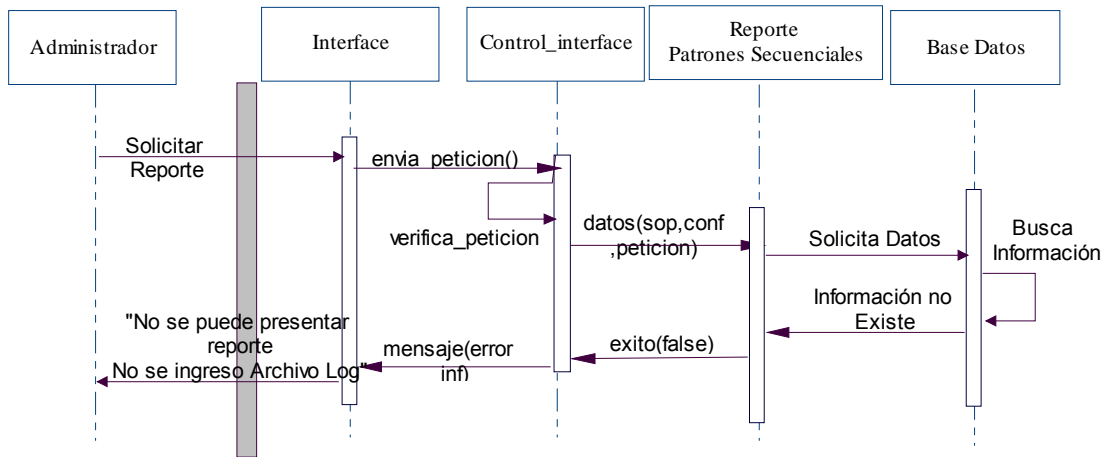 Administrador
Interface
Control_interface
Reporte
Patrones Secuenciales
Base Datos
Solicitar
Reporte
envia_peticion()
verifica_peticion
datos(sop,conf
,peticion)
Solicita Datos
Busca
Información
Información no
Existe
exito(false)
mensaje(error
inf)
"No se puede presentar
reporte
No se ingreso Archivo Log"